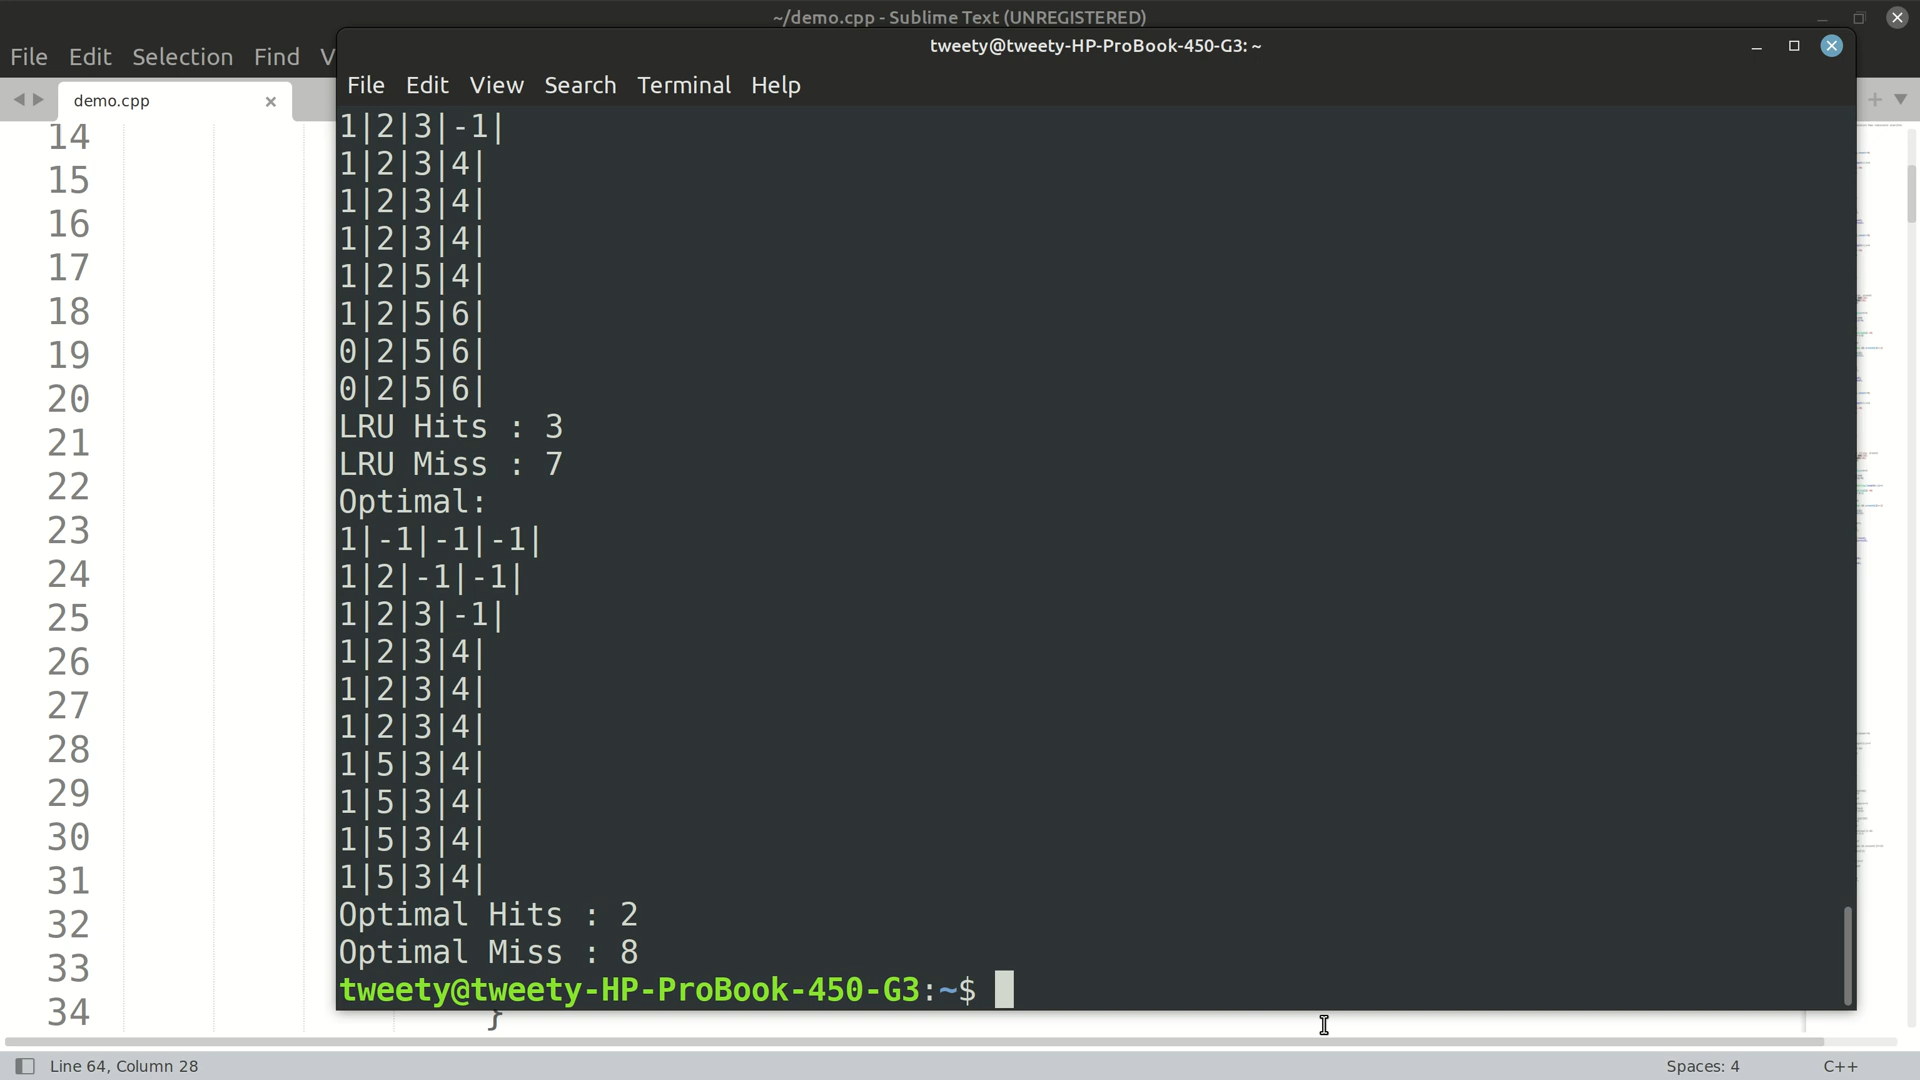 ~/demo.cpp - Sublime Text (UNREGISTERED)
File Edit Selection Find V
tweety@tweety-HP-ProBook-450-G3: ~
File Edit View Search Terminal Help
demo.cpp
14
15
16
17
18
19
20
21
22
23
24
25
26
27
28
29
30
31
32
33
34
1|2|3|-1|
1|2|3|4|
1|2|3|4|
1|2|3|4|
1|2|5|4|
1|2|5|6|
0|2|5|6|
0|2|5|6|
LRU Hits : 3
LRU Miss : 7
Optimal:
1|-1|-1|-1|
1|2|-1|-1|
1|2|3|-1|
1|2|3|4|
1|2|3|4|
1|2|3|4|
1|5|3|4|
1|5|3|4|
1|5|3|4|
1|5|3|4|
Optimal Hits : 2
Optimal Miss : 8
tweety@tweety-HP-ProBook-450-G3:~$
}
Line 64, Column 28
Spaces: 4
C++